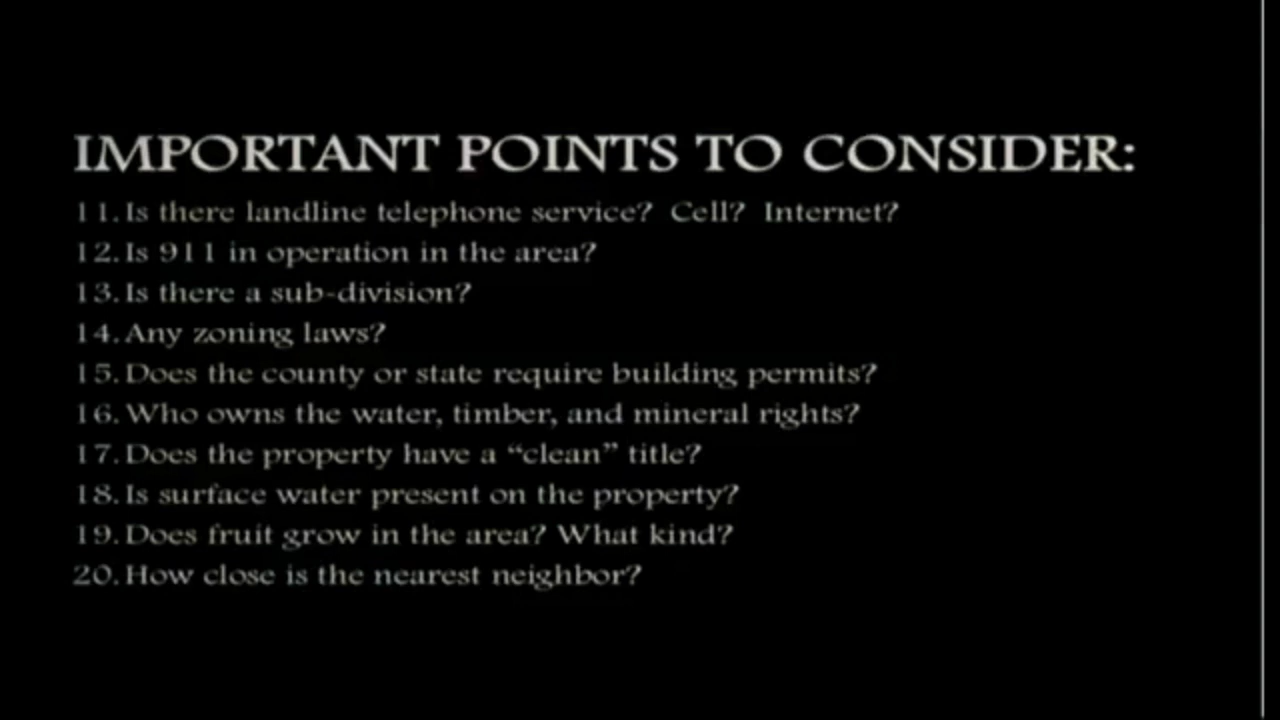 IMPORTANT POINTS TO CONSIDER:
11. Is there landline telephone service? Cell? Internet?
12. Is 911 in operation in the area?
13. Is there a sub-division?
14. Any zoning laws?
15. Does the county or state require building permits?
16. Who owns the water, timber, and mineral rights?
17. Does the property have a “clean” title?
18. Is surface water present on the property?
19. Does fruit grow in the area? What kind?
20. How close is the nearest neighbor?